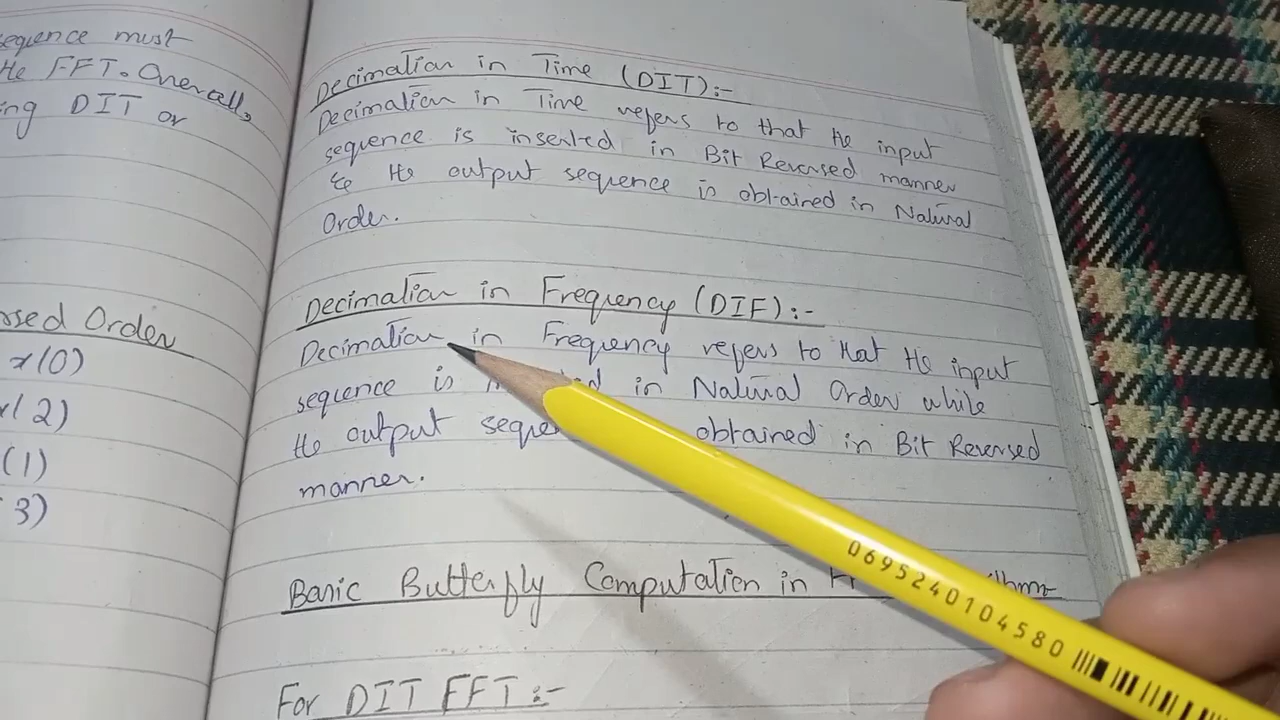 sequence must
the FFT. Overall,
ing DIT or
Order
x(0)
x(2)
(1)
3)
Decimation in Time (DIT):-
Decimation in Time refers to that the input
sequence is inserted in Bit Reversed manner
& the output sequence is obtained in Natural
Order.
Decimation in Frequency (DIF):-
Decimation in Frequency refers to that the input
sequence is in Natural Order while
the output obtained in Bit Reversed
manner.
Basic Butterfly Computation in
For DIT FFT:-
0695240104580